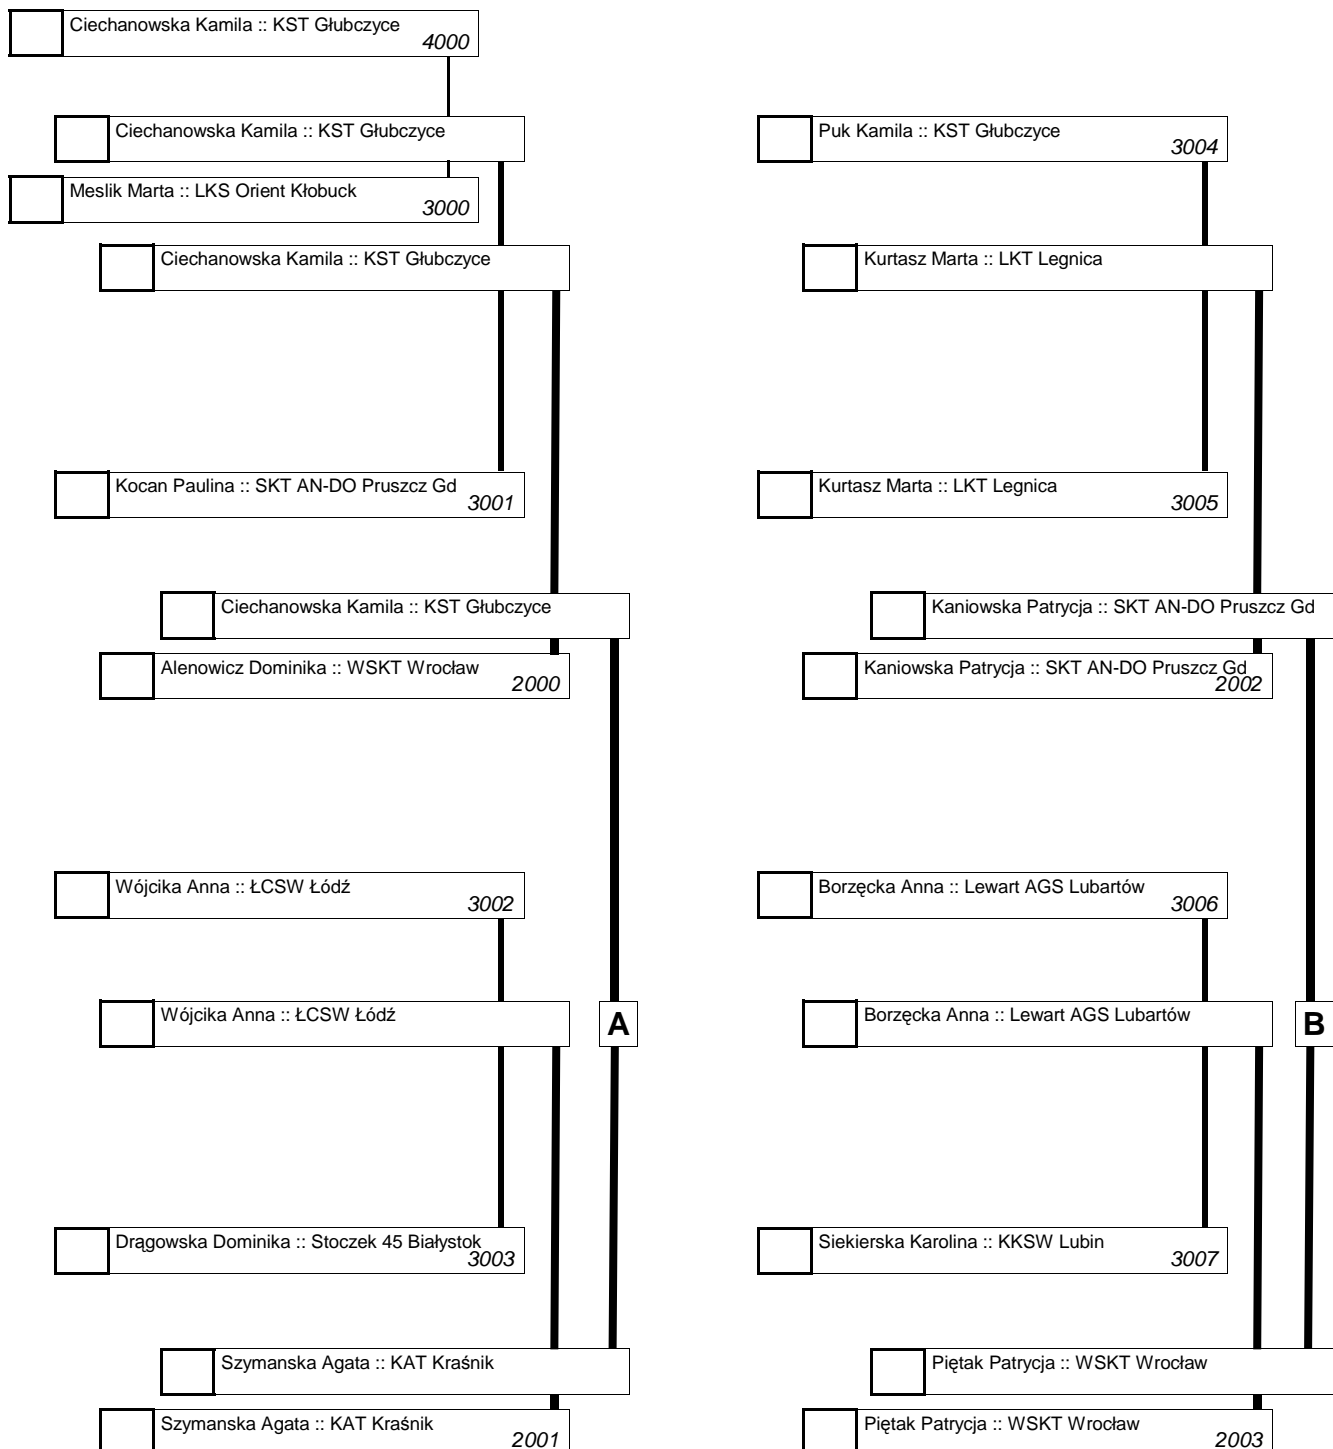 Ciechanowska Kamila :: KST Głubczyce
4000
Ciechanowska Kamila :: KST Głubczyce
Meslik Marta :: LKS Orient Kłobuck
3000
Ciechanowska Kamila :: KST Głubczyce
Kocan Paulina :: SKT AN-DO Pruszcz Gd
3001
Ciechanowska Kamila :: KST Głubczyce
Alenowicz Dominika :: WSKT Wrocław
2000
Wójcika Anna :: ŁCSW Łódź
3002
Wójcika Anna :: ŁCSW Łódź
A
Drągowska Dominika :: Stoczek 45 Białystok
3003
Szymanska Agata :: KAT Kraśnik
Szymanska Agata :: KAT Kraśnik
2001
Puk Kamila :: KST Głubczyce
3004
Kurtasz Marta :: LKT Legnica
Kurtasz Marta :: LKT Legnica
3005
Kaniowska Patrycja :: SKT AN-DO Pruszcz Gd
Kaniowska Patrycja :: SKT AN-DO Pruszcz Gd
2002
Borzęcka Anna :: Lewart AGS Lubartów
3006
Borzęcka Anna :: Lewart AGS Lubartów
B
Siekierska Karolina :: KKSW Lubin
3007
Piętak Patrycja :: WSKT Wrocław
Piętak Patrycja :: WSKT Wrocław
2003